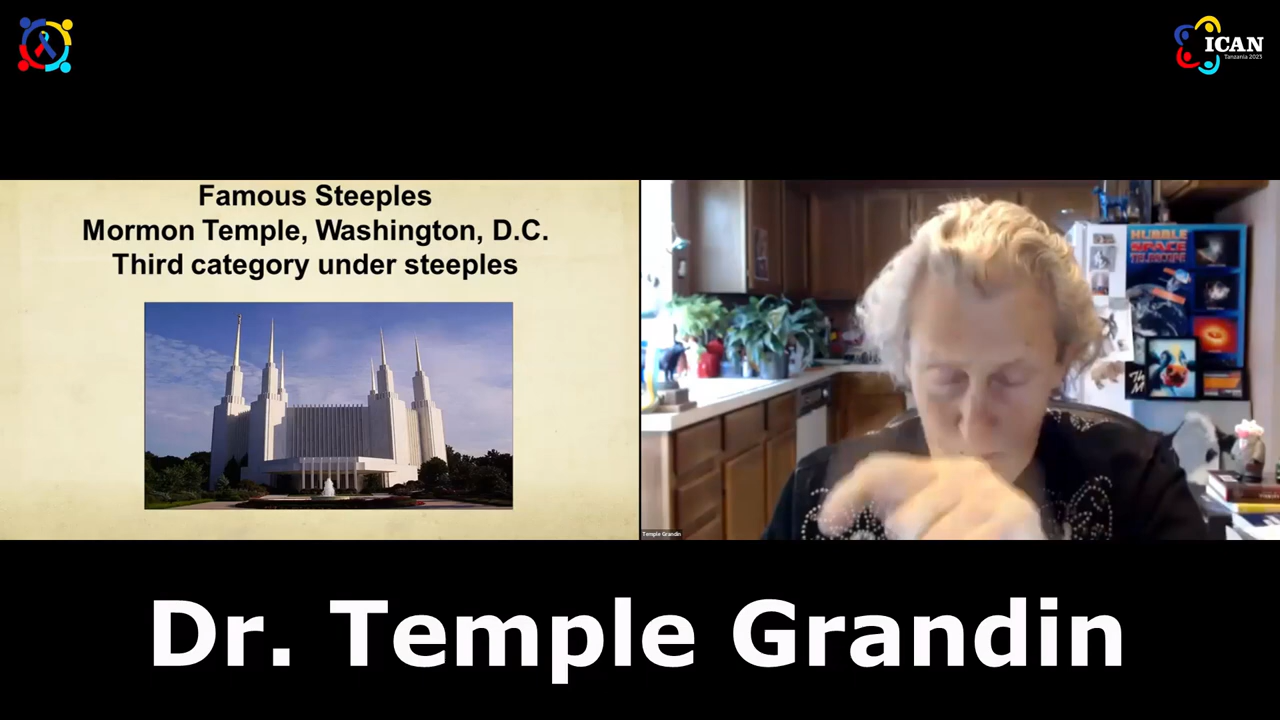 ICAN
Tanzania 2023
Famous Steeples
Mormon Temple, Washington, D.C.
Third category under steeples
HUBBLE
SPACE
TELESCOPE
Temple Grandin
Dr. Temple Grandin